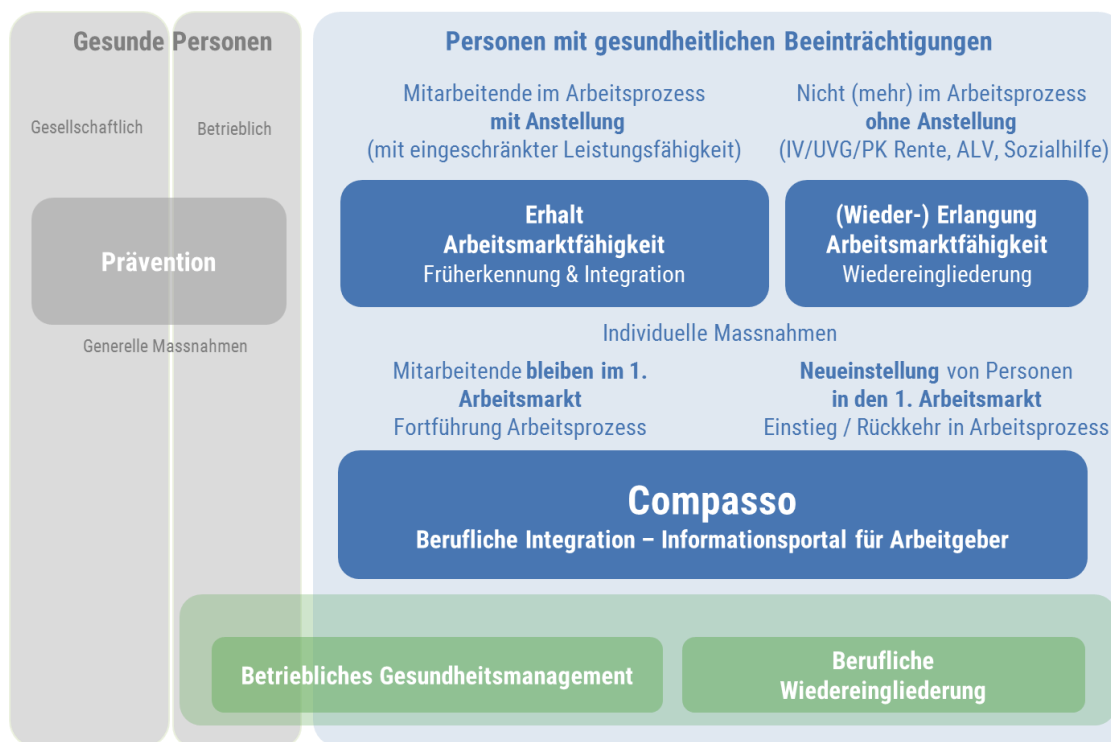 Gesunde Personen
Gesellschaftlich
Betrieblich
Prävention
Generelle Massnahmen
Personen mit gesundheitlichen Beeinträchtigungen
Mitarbeitende im Arbeitsprozess
mit Anstellung
(mit eingeschränkter Leistungsfähigkeit)
Nicht (mehr) im Arbeitsprozess
ohne Anstellung
(IV/UVG/PK Rente, ALV, Sozialhilfe)
Erhalt
Arbeitsmarktfähigkeit
Früherkennung & Integration
(Wieder-) Erlangung
Arbeitsmarktfähigkeit
Wiedereingliederung
Individuelle Massnahmen
Mitarbeitende bleiben im 1.
Arbeitsmarkt
Fortführung Arbeitsprozess
Neueinstellung von Personen
in den 1. Arbeitsmarkt
Einstieg / Rückkehr in Arbeitsprozess
Compasso
Berufliche Integration – Informationsportal für Arbeitgeber
Betriebliches Gesundheitsmanagement
Berufliche
Wiedereingliederung